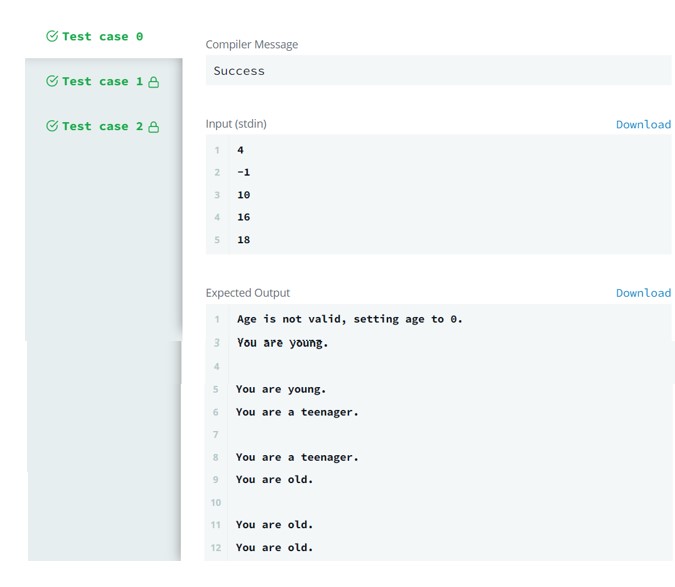 Test case 0
Test case 1
Test case 2
Compiler Message
Success
Input (stdin)
Download
1 4
2 -1
3 10
4 16
5 18
Expected Output
Download
1 Age is not valid, setting age to 0.
3 You are young.
4
5 You are young.
6 You are a teenager.
7
8 You are a teenager.
9 You are old.
10
11 You are old.
12 You are old.